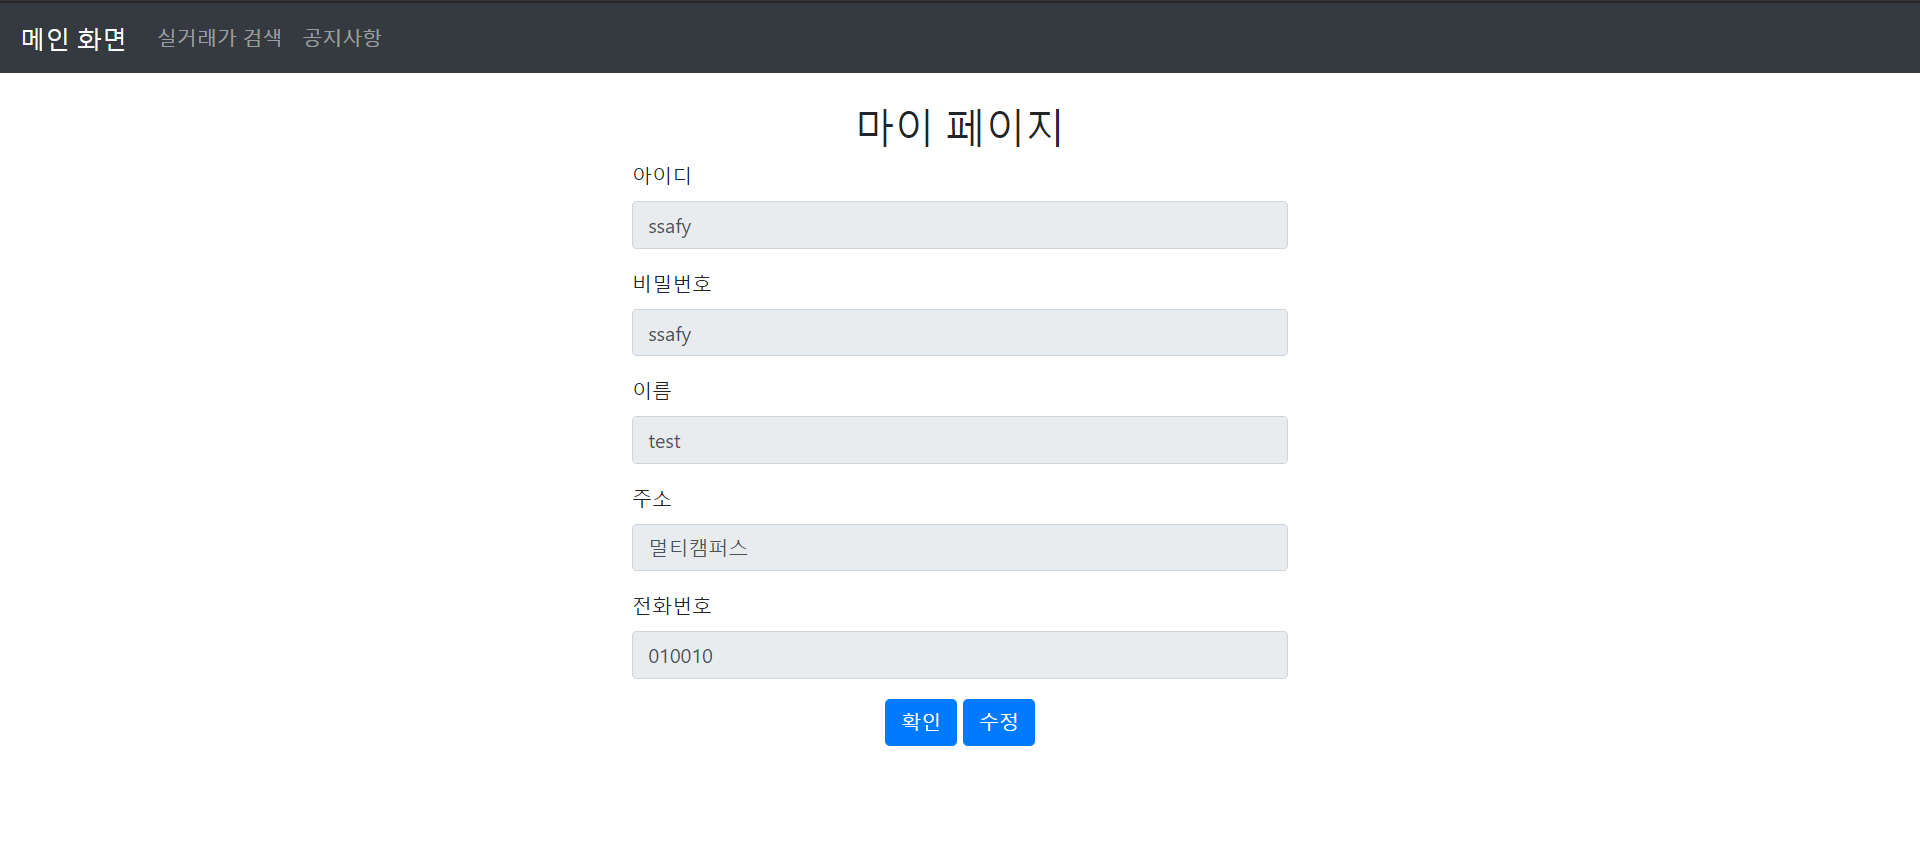 메인 화면 실거래가 검색 공지사항
마이 페이지
아이디
ssafy
비밀번호
ssafy
이름
test
주소
멀티캠퍼스
전화번호
010010
확인 수정